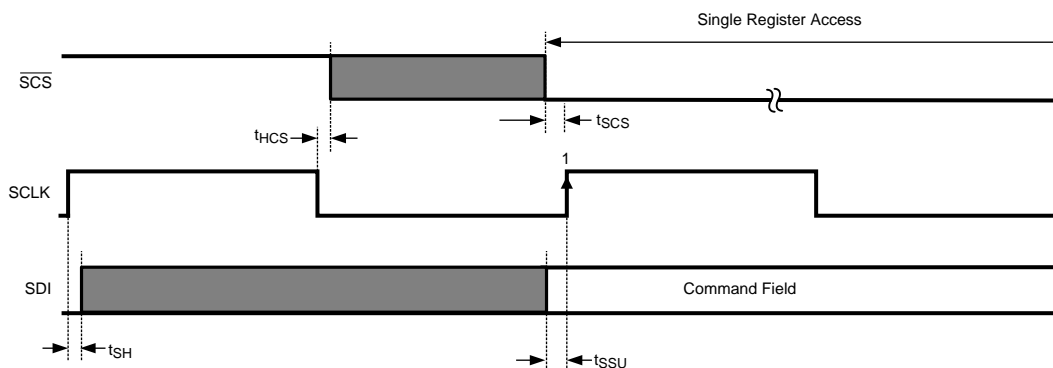 Single Register Access
SCS
tSCS
tHCS
1
SCLK
SDI
Command Field
tSH
tSSU